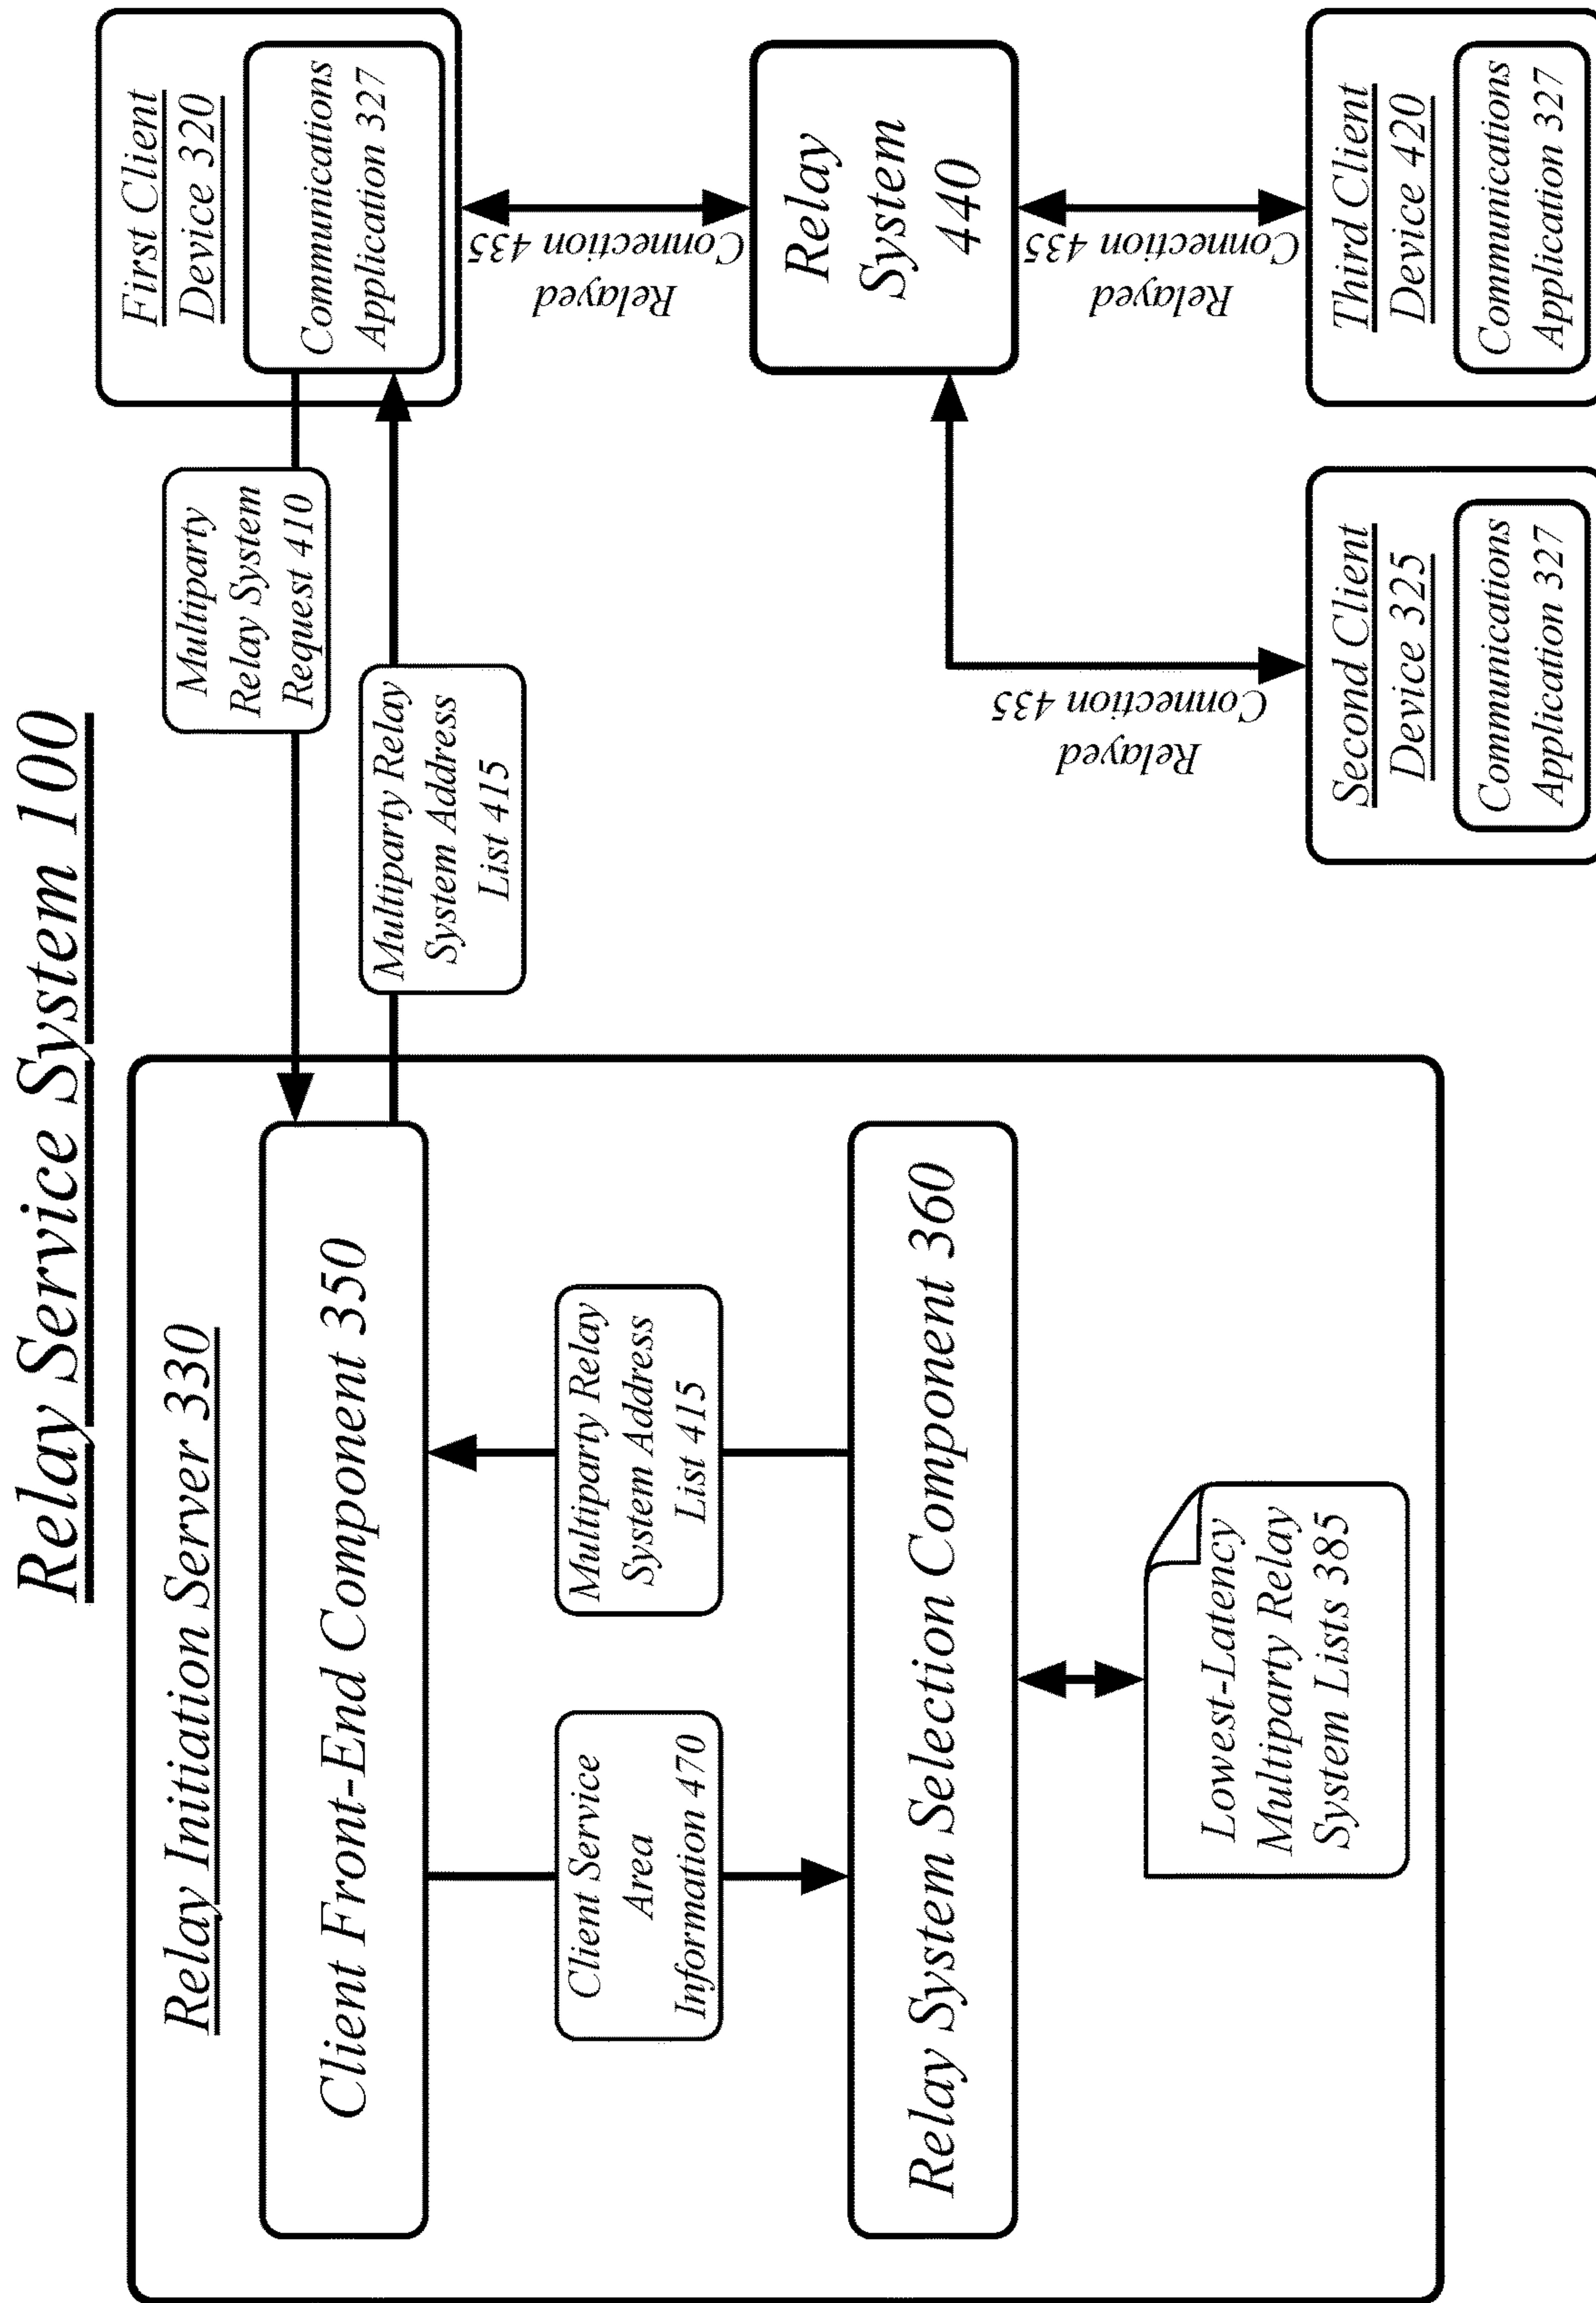 Relay Service System 100
Relay Initiation Server 330
Client Front-End Component 350
Client Service
Area
Information 470
Multiparty Relay
System Address
List 415
Relay System Selection Component 360
Lowest-Latency
Multiparty Relay
System Lists 385
Multiparty
Relay System
Request 410
Multiparty Relay
System Address
List 415
First Client
Device 320
Communications
Application 327
Relayed
Connection 435
Relay
System
440
Relayed
Connection 435
Relayed
Connection 435
Second Client
Device 325
Communications
Application 327
Third Client
Device 420
Communications
Application 327